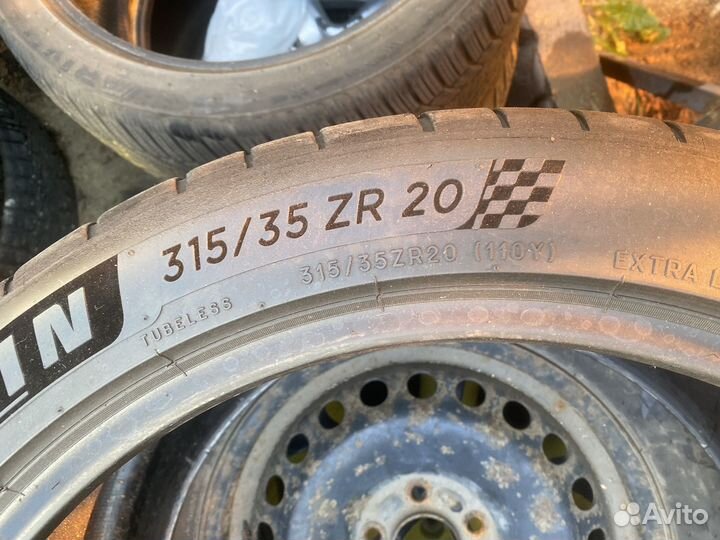 315/35 ZR 20
315/35ZR20 (110Y)
EXTRA
TUBELESS
IN
Avito